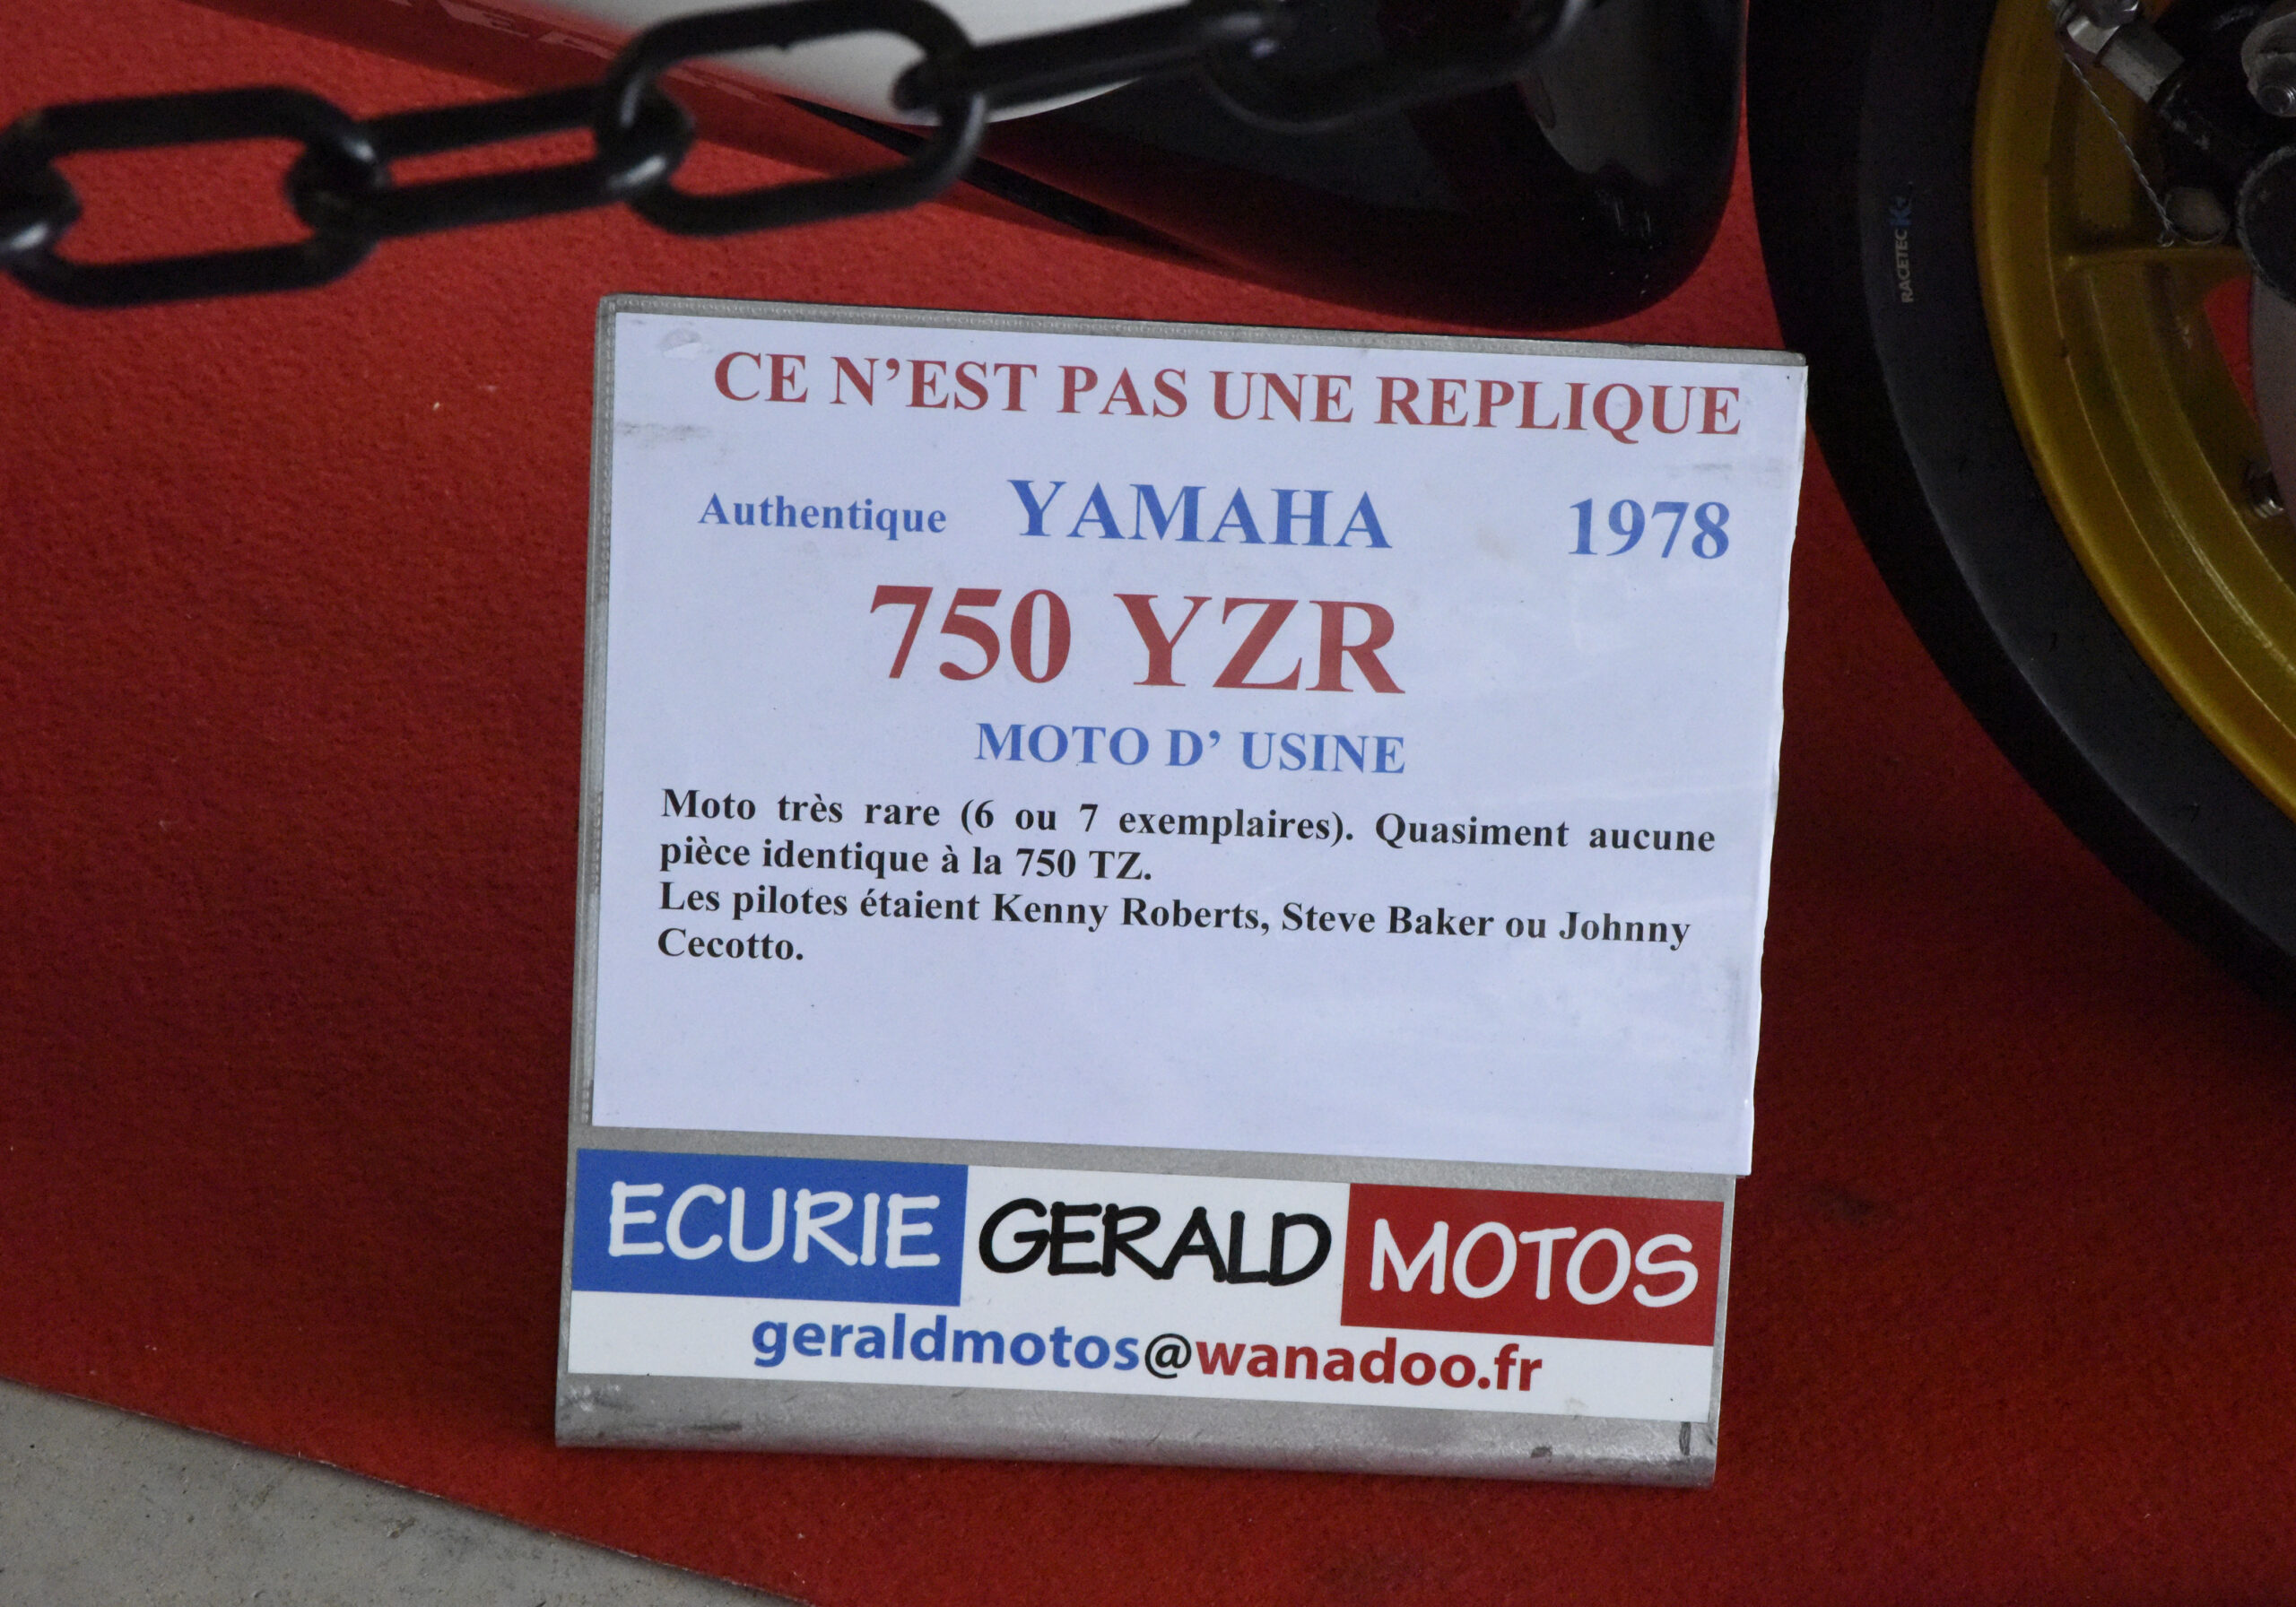 CE N'EST PAS UNE REPLIQUE
Authentique YAMAHA 1978
750 YZR
MOTO D' USINE
Moto très rare (6 ou 7 exemplaires). Quasiment aucune
pièce identique à la 750 TZ.
Les pilotes étaient Kenny Roberts, Steve Baker ou Johnny
Cecotto.
ECURIE GERALD MOTOS
geraldmotos@wanadoo.fr
RACETEC